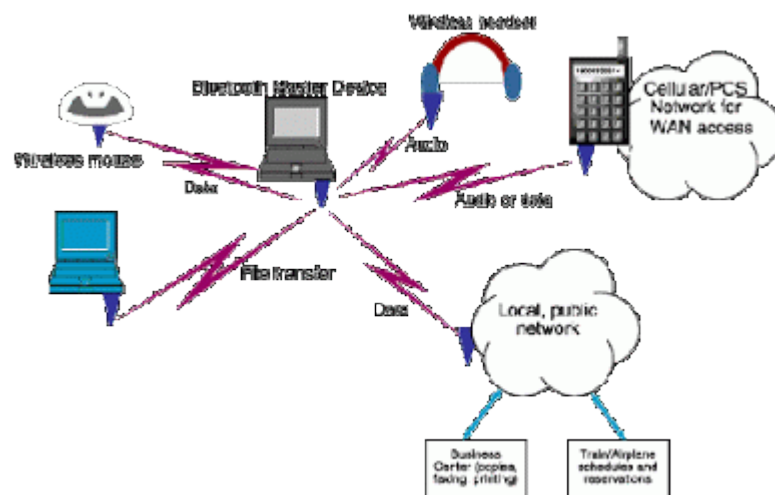 Wireless headset
Bluetooth Master Device
Cellular/PCS
Network for
WAN access
Wireless mouse
Audio
Data
Audio or data
File transfer
Data
Local, public
network
Business
Center (copies,
faxing, printing)
Train/Airplane
schedules and
reservations